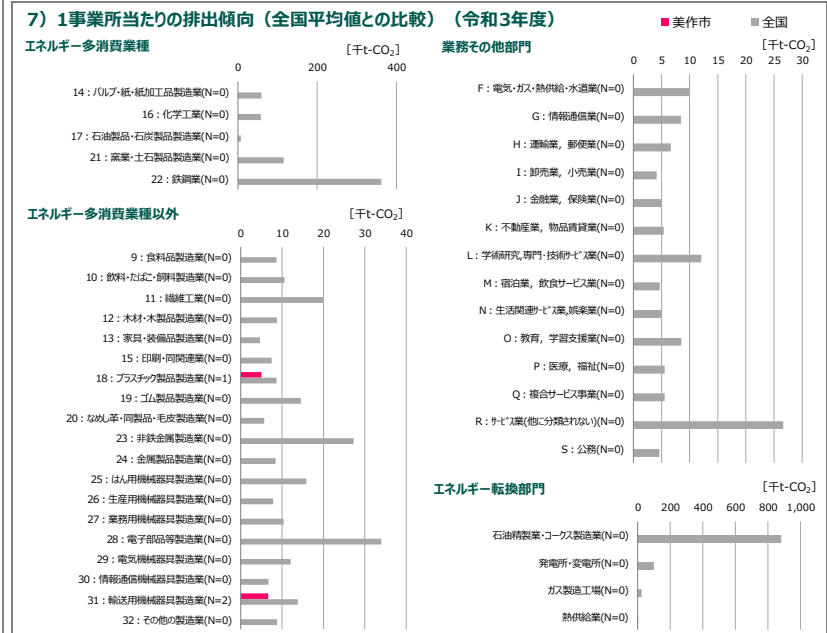 7）1事業所当たりの排出傾向（全国平均値との比較）（令和3年度）
■美作市 ■全国
エネルギー多消費業種
[千t-CO2]
0 200 400
14：パルプ・紙・紙加工品製造業(N=0)
16：化学工業(N=0)
17：石油製品・石炭製品製造業(N=0)
21：窯業・土石製品製造業(N=0)
22：鉄鋼業(N=0)
エネルギー多消費業種以外
[千t-CO2]
0 10 20 30 40
9：食料品製造業(N=0)
10：飲料・たばこ・飼料製造業(N=0)
11：繊維工業(N=0)
12：木材・木製品製造業(N=0)
13：家具・装備品製造業(N=0)
15：印刷・同関連業(N=0)
18：プラスチック製品製造業(N=1)
19：ゴム製品製造業(N=0)
20：なめし革・同製品・毛皮製造業(N=0)
23：非鉄金属製造業(N=0)
24：金属製品製造業(N=0)
25：はん用機械器具製造業(N=0)
26：生産用機械器具製造業(N=0)
27：業務用機械器具製造業(N=0)
28：電子部品等製造業(N=0)
29：電気機械器具製造業(N=0)
30：情報通信機械器具製造業(N=0)
31：輸送用機械器具製造業(N=2)
32：その他の製造業(N=0)
業務その他部門
[千t-CO2]
0 5 10 15 20 25 30
F：電気・ガス・熱供給・水道業(N=0)
G：情報通信業(N=0)
H：運輸業，郵便業(N=0)
I：卸売業，小売業(N=0)
J：金融業，保険業(N=0)
K：不動産業，物品賃貸業(N=0)
L：学術研究,専門・技術サービス業(N=0)
M：宿泊業，飲食サービス業(N=0)
N：生活関連サービス業,娯楽業(N=0)
O：教育，学習支援業(N=0)
P：医療，福祉(N=0)
Q：複合サービス事業(N=0)
R：サービス業(他に分類されない)(N=0)
S：公務(N=0)
エネルギー転換部門
[千t-CO2]
0 200 400 600 800 1,000
石油精製業・コークス製造業(N=0)
発電所・変電所(N=0)
ガス製造工場(N=0)
熱供給業(N=0)